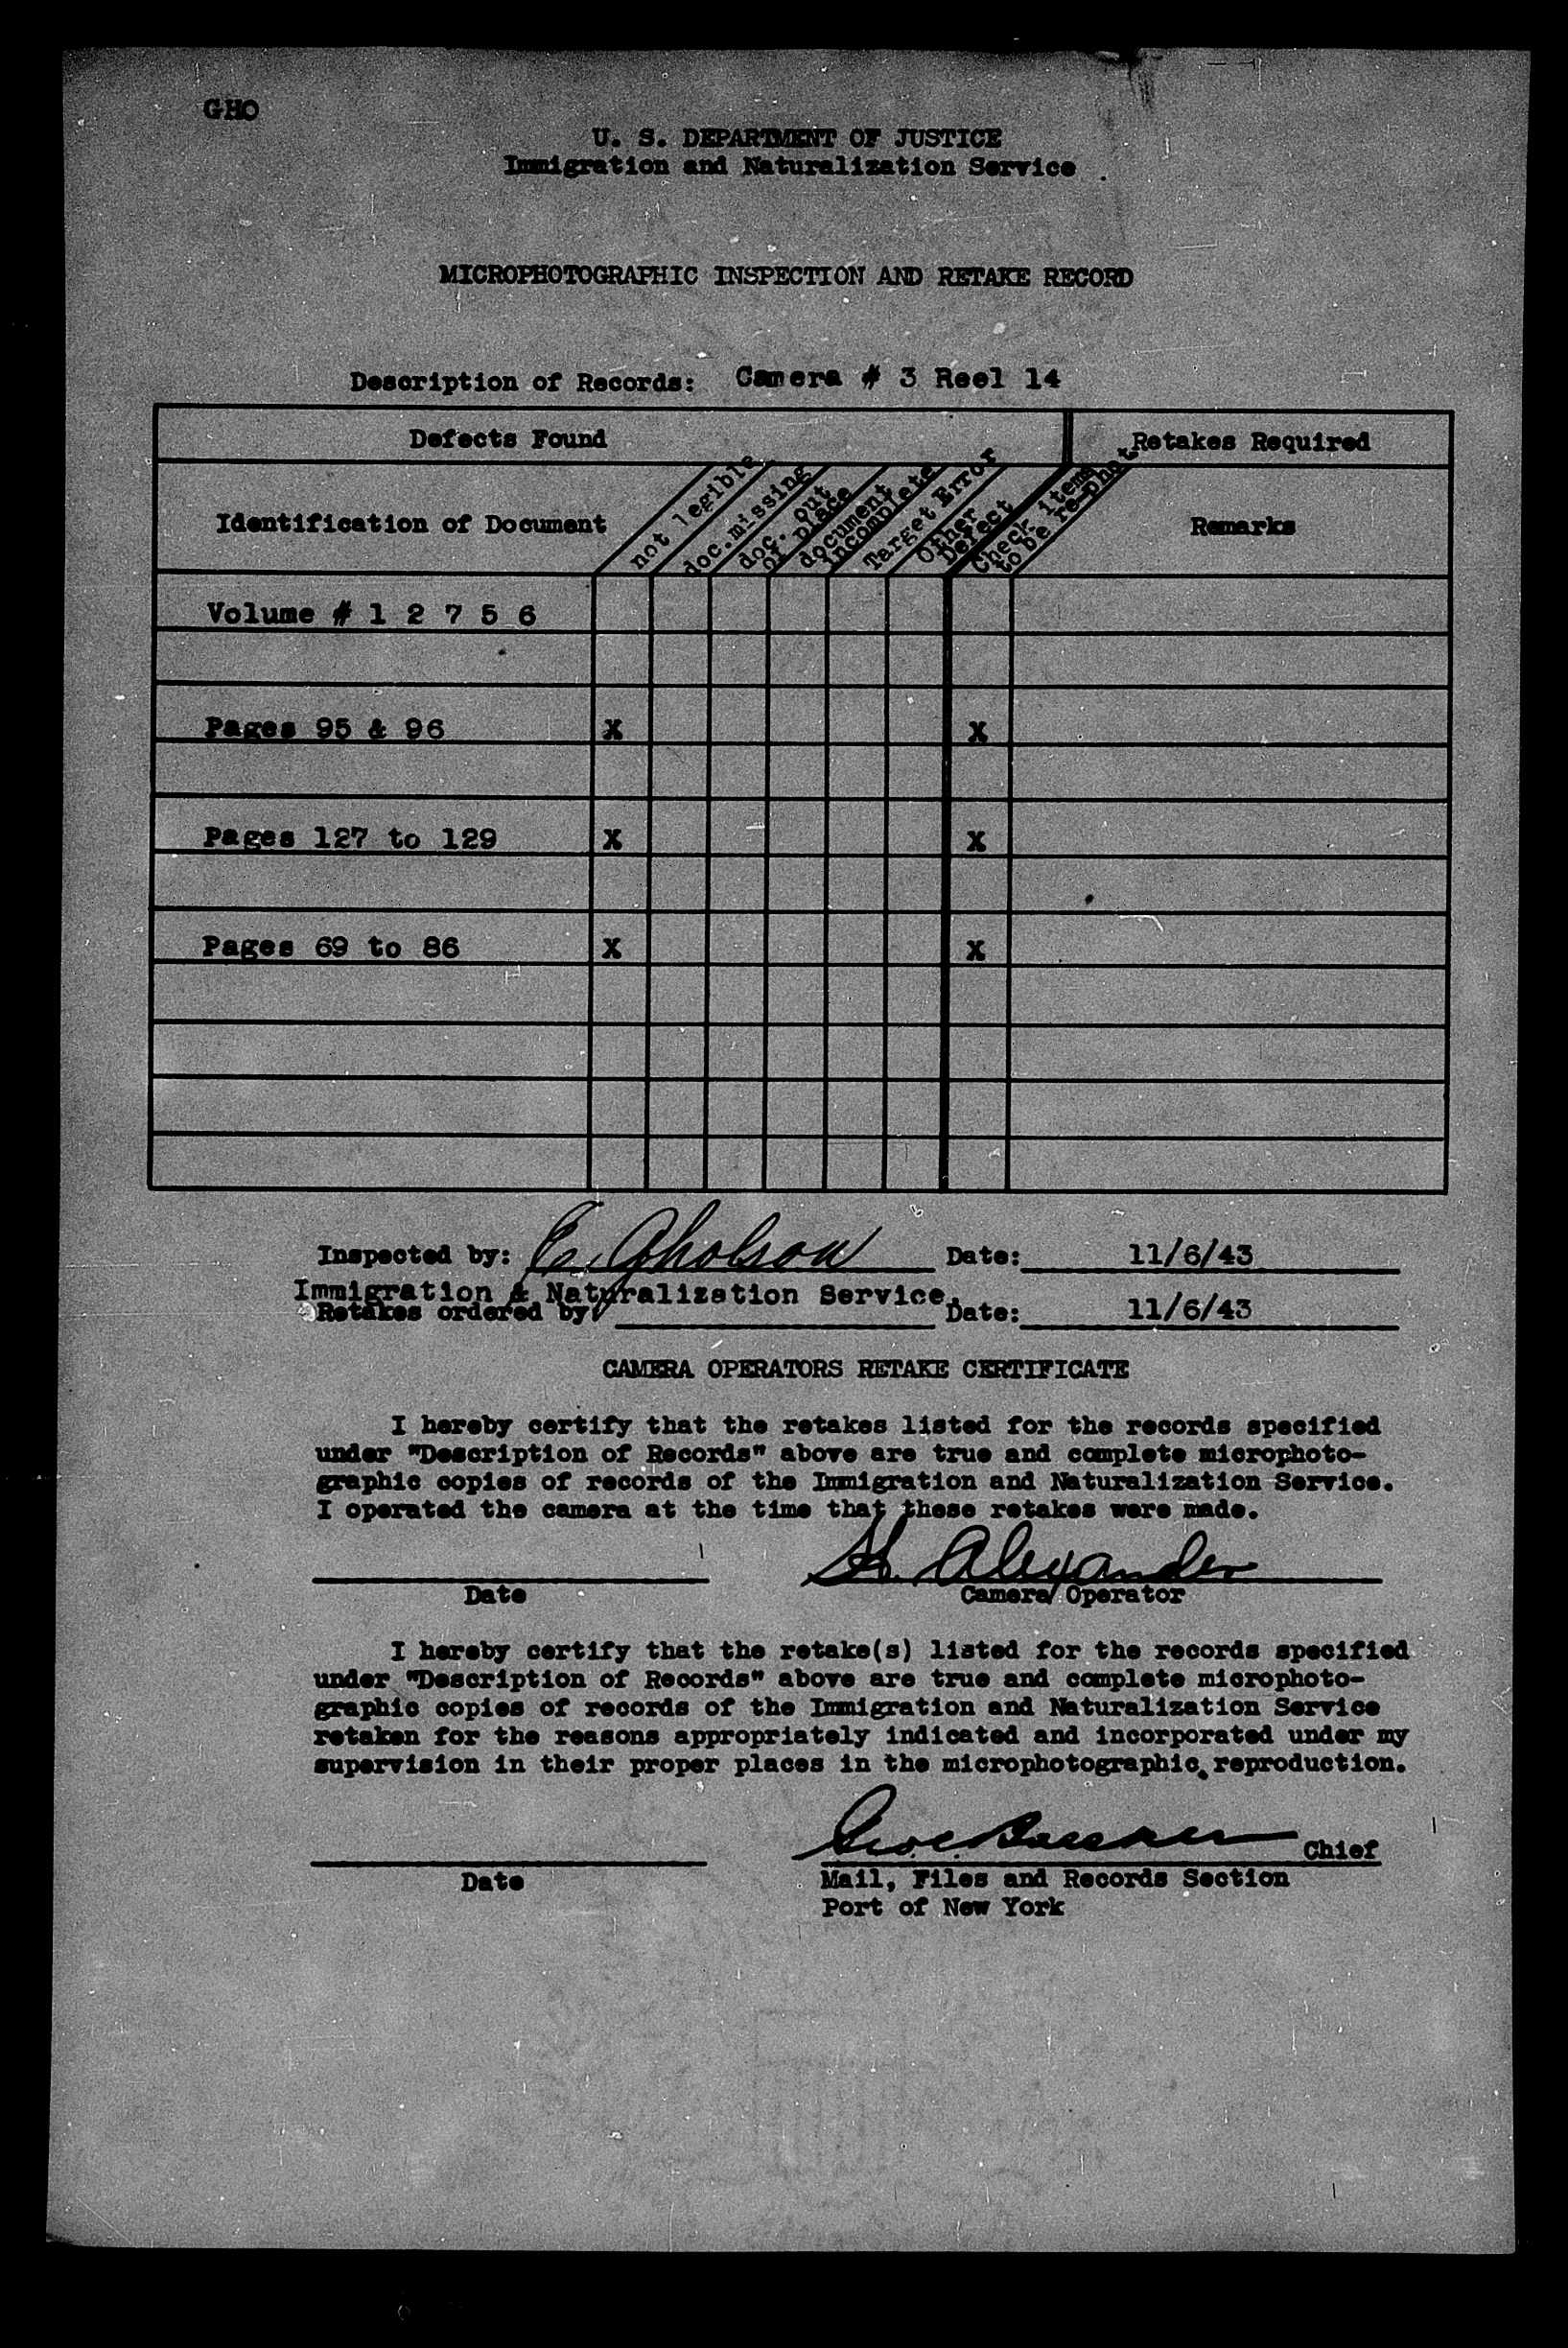 GHO
U. S. DEPARTMENT OF JUSTICE
Immigration and Naturalization Service
MICROPHOTOGRAPHIC INSPECTION AND RETAKE RECORD
Description of Records: Camera # 3 Reel 14
Defects Found
Retakes Required
Identification of Document
not legible
doc. missing
doc. out
of place
document
incomplete
Target Error
Other
Defect
Check items
to be re-phot.
Remarks
Volume # 1 2 7 5 6
Pages 95 & 96 X X
Pages 127 to 129 X X
Pages 69 to 86 X X
Inspected by: E. Gholson Date: 11/6/43
Immigration & Naturalization Service.
Retakes ordered by: Date: 11/6/43
CAMERA OPERATORS RETAKE CERTIFICATE
I hereby certify that the retakes listed for the records specified
under "Description of Records" above are true and complete microphoto-
graphic copies of records of the Immigration and Naturalization Service.
I operated the camera at the time that these retakes were made.
Alexander
Date Camera Operator
I hereby certify that the retake(s) listed for the records specified
under "Description of Records" above are true and complete microphoto-
graphic copies of records of the Immigration and Naturalization Service
retaken for the reasons appropriately indicated and incorporated under my
supervision in their proper places in the microphotographic reproduction.
Chief
Date Mail, Files and Records Section
Port of New York